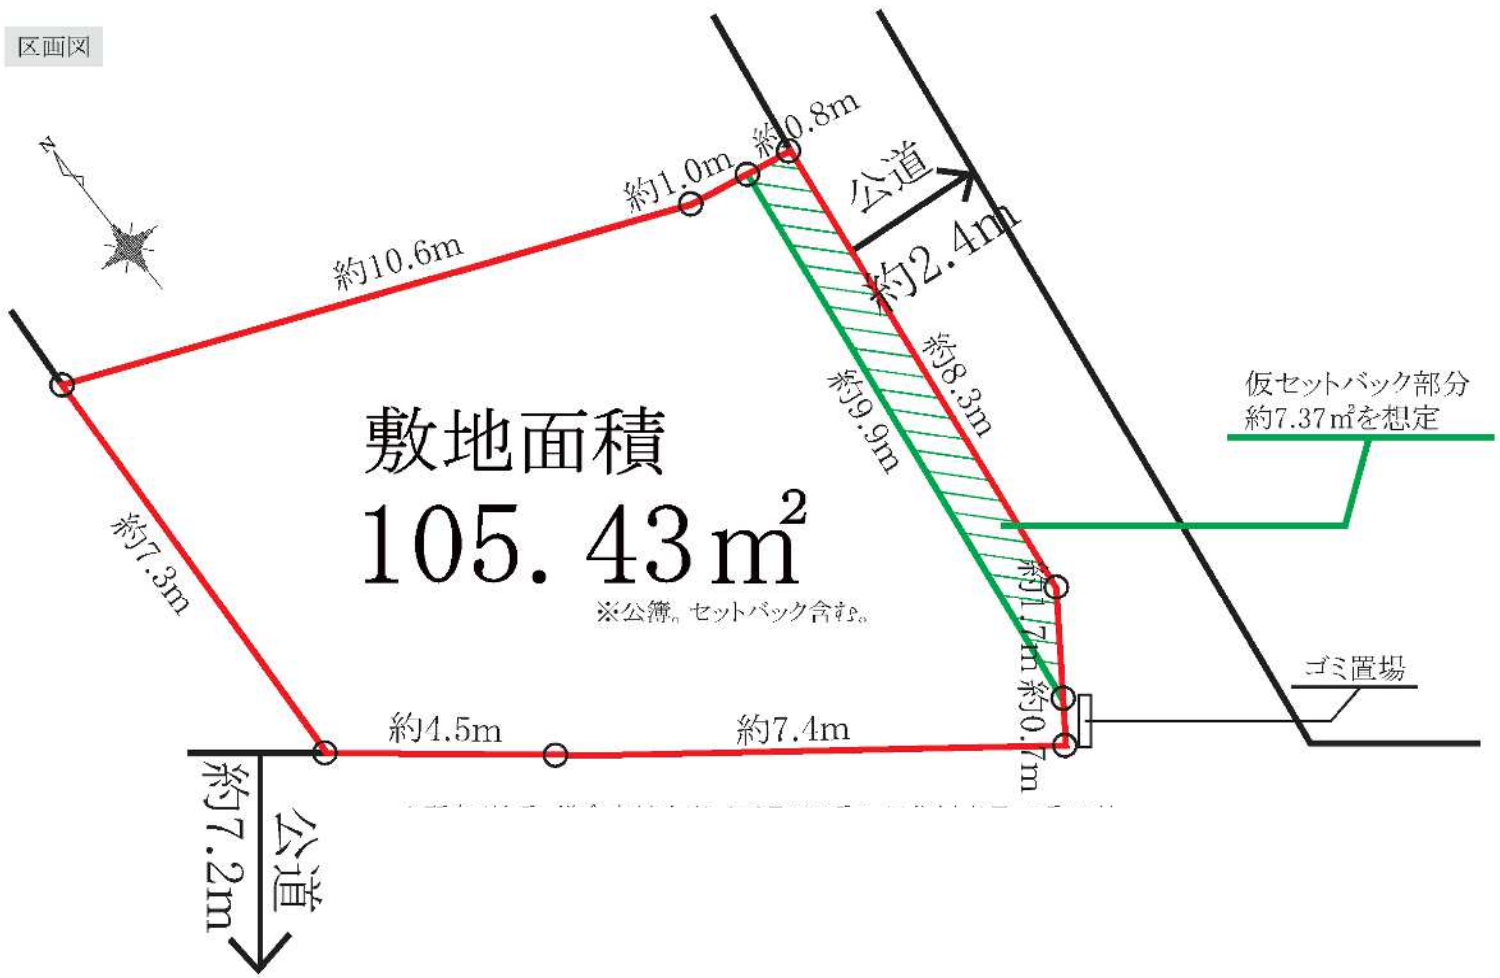 区画図
N
約0.8m
約1.0m
公道
約2.4m
約10.6m
約8.3m
約9.9m
仮セットバック部分
約7.37㎡を想定
敷地面積
105.43㎡
※公簿。セットバック含む。
約7.3m
約1.7m
約0.7m
ゴミ置場
約4.5m
約7.4m
公道
約7.2m